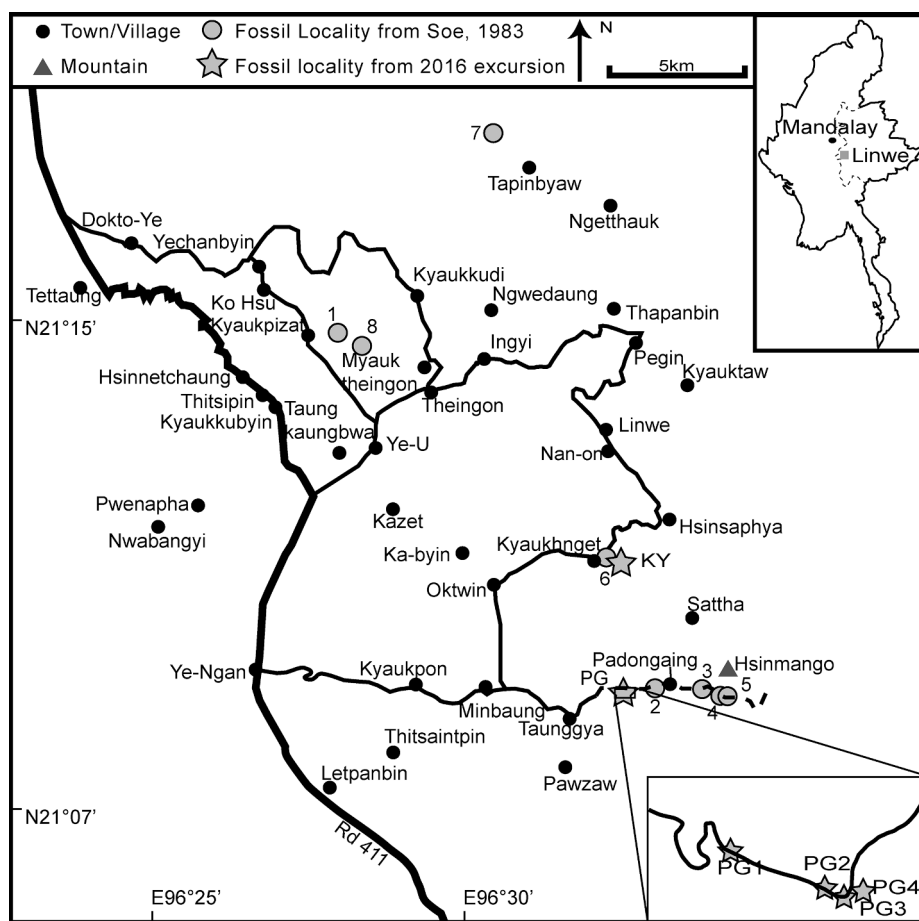 Town/Village
Fossil Locality from Soe, 1983
Mountain
Fossil locality from 2016 excursion
N
5km
Mandalay
Linwe
7
Tapinbyaw
Ngetthauk
Dokto-Ye
Yechanbyin
Tettaung
Ko Hsu
Kyaukpizat
1
8
Kyaukkudi
Ngwedaung
Thapanbin
N21°15’
Myauk
theingon
Ingyi
Pegin
Kyauktaw
Hsinnetchaung
Thitsipin
Kyaukkubyin
Taung
kaungbwa
Theingon
Ye-U
Linwe
Nan-on
Pwenapha
Nwabangyi
Kazet
Hsinsaphya
Ka-byin
Kyaukhnget
6
KY
Oktwin
Sattha
Ye-Ngan
Kyaukpon
Minbaung
Taunggya
PG
Padongaing
2
3
4
5
Hsinmango
Thitsaintpin
Letpanbin
Pawzaw
N21°07’
Rd 411
PG1
PG2
PG4
PG3
E96°25’
E96°30’